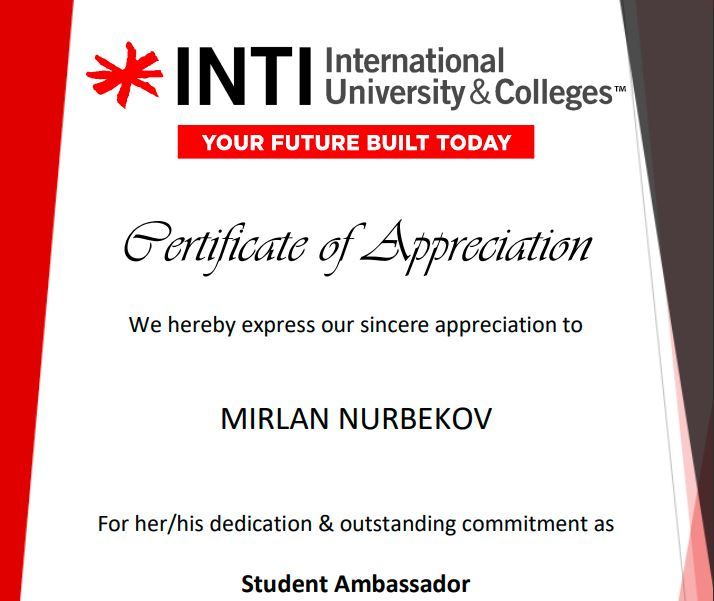 INTI International
University & Colleges™
YOUR FUTURE BUILT TODAY
Certificate of Appreciation
We hereby express our sincere appreciation to
MIRLAN NURBEKOV
For her/his dedication & outstanding commitment as
Student Ambassador